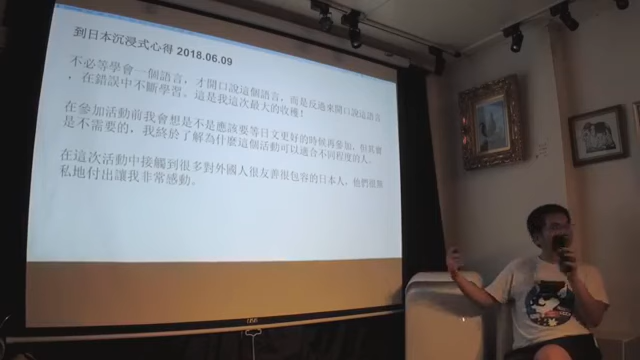 到日本沉浸式心得 2018.06.09
不必等學會一個語言，才開口說這個語言，而是反過來開口說這語言
，在錯誤中不斷學習。這是我這次最大的收穫！
在參加活動前我會想是不是應該要等日文更好的時候再參加，但其實
是不需要的，我終於了解為什麼這個活動可以適合不同程度的人。
在這次活動中接觸到很多對外國人很友善很包容的日本人，他們很無
私地付出讓我非常感動。